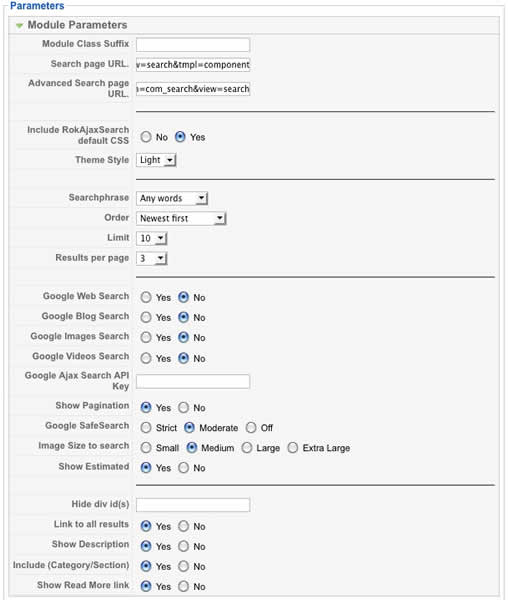 Parameters
Module Parameters
Module Class Suffix
Search page URL. w=search&tmpl=component
Advanced Search page
URL. n=com_search&view=search
Include RokAjaxSearch
default CSS No Yes
Theme Style Light
Searchphrase Any words
Order Newest first
Limit 10
Results per page 3
Google Web Search Yes No
Google Blog Search Yes No
Google Images Search Yes No
Google Videos Search Yes No
Google Ajax Search API
Key
Show Pagination Yes No
Google SafeSearch Strict Moderate Off
Image Size to search Small Medium Large Extra Large
Show Estimated Yes No
Hide div id(s)
Link to all results Yes No
Show Description Yes No
Include (Category/Section) Yes No
Show Read More link Yes No